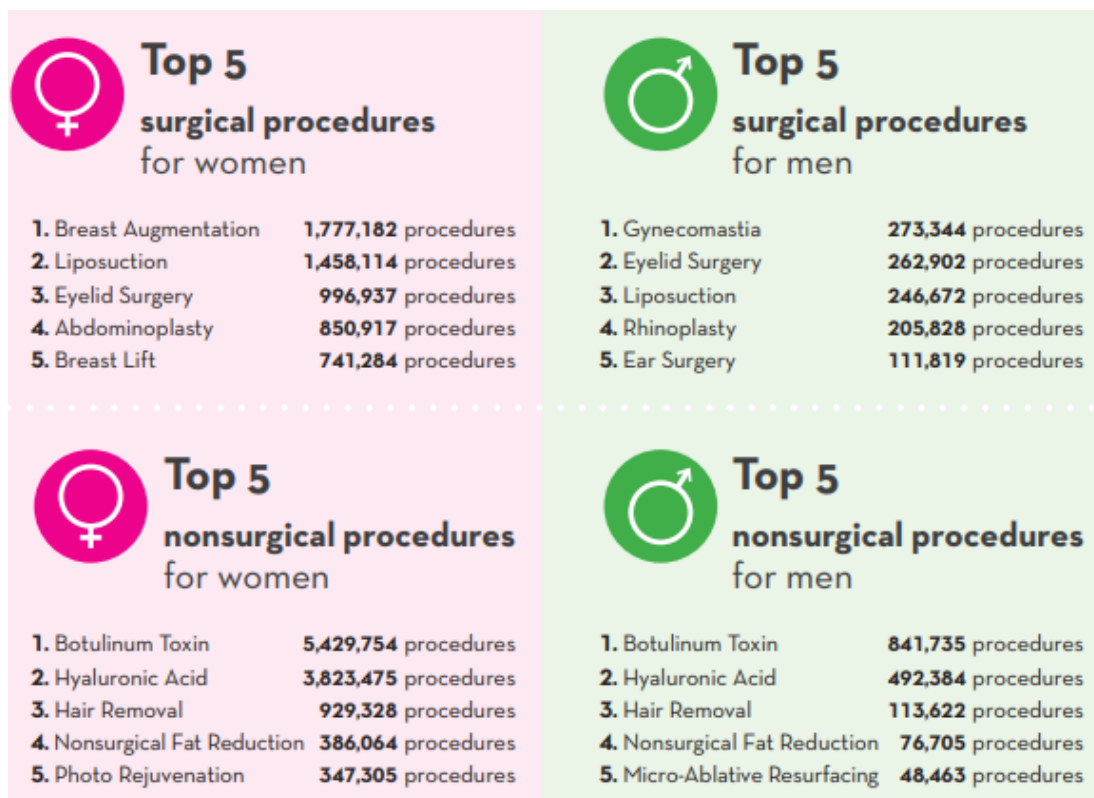 Top 5
surgical procedures
for women
1. Breast Augmentation 1,777,182 procedures
2. Liposuction 1,458,114 procedures
3. Eyelid Surgery 996,937 procedures
4. Abdominoplasty 850,917 procedures
5. Breast Lift 741,284 procedures
Top 5
surgical procedures
for men
1. Gynecomastia 273,344 procedures
2. Eyelid Surgery 262,902 procedures
3. Liposuction 246,672 procedures
4. Rhinoplasty 205,828 procedures
5. Ear Surgery 111,819 procedures
Top 5
nonsurgical procedures
for women
1. Botulinum Toxin 5,429,754 procedures
2. Hyaluronic Acid 3,823,475 procedures
3. Hair Removal 929,328 procedures
4. Nonsurgical Fat Reduction 386,064 procedures
5. Photo Rejuvenation 347,305 procedures
Top 5
nonsurgical procedures
for men
1. Botulinum Toxin 841,735 procedures
2. Hyaluronic Acid 492,384 procedures
3. Hair Removal 113,622 procedures
4. Nonsurgical Fat Reduction 76,705 procedures
5. Micro-Ablative Resurfacing 48,463 procedures